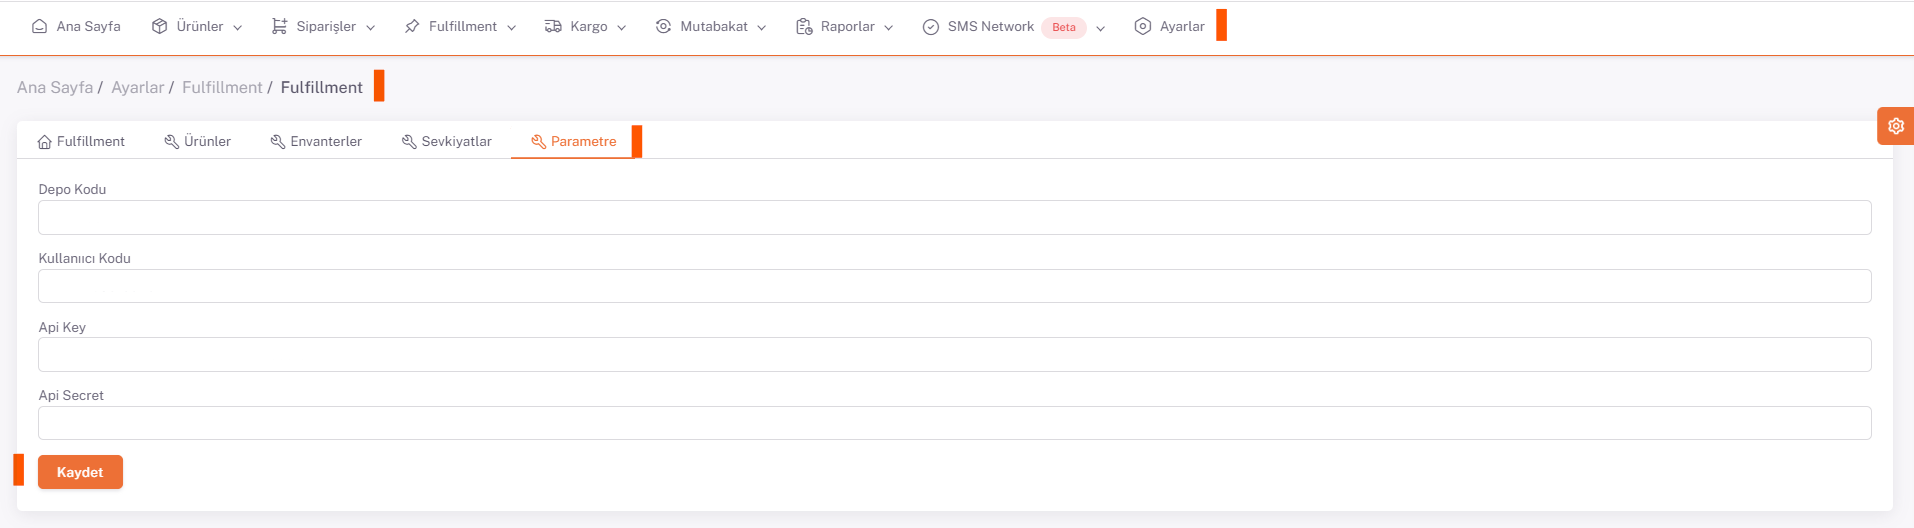 Ana Sayfa Ürünler Siparişler Fulfillment Kargo Mutabakat Raporlar SMS Network Beta Ayarlar
Ana Sayfa / Ayarlar / Fulfillment / Fulfillment
Fulfillment Ürünler Envanterler Sevkiyatlar Parametre
Depo Kodu
Kullanııcı Kodu
Api Key
Api Secret
Kaydet